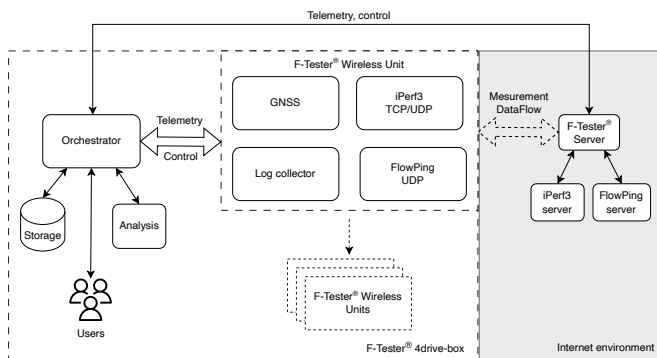 Telemetry, control
F-Tester® Wireless Unit
GNSS
iPerf3
TCP/UDP
Mesurement
DataFlow
Telemetry
Orchestrator
F-Tester®
Server
Control
Log collector
FlowPing
UDP
iPerf3
server
FlowPing
server
Storage
Analysis
F-Tester® Wireless
Units
Users
F-Tester® 4drive-box
Internet environment